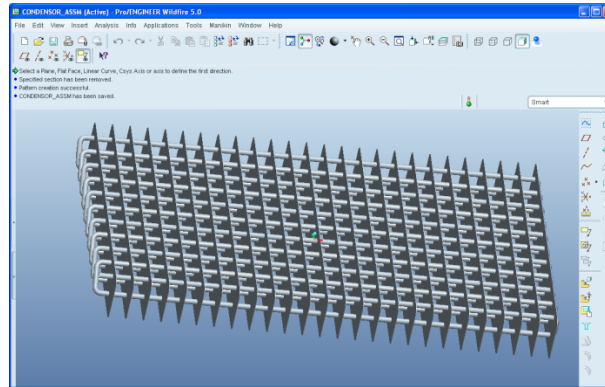 CONDENSOR_ASSM (Active) - Pro/ENGINEER Wildfire 5.0
File Edit View Insert Analysis Info Applications Tools Manikin Window Help
Select a Plane, Flat Face, Linear Curve, Csys Axis or axis to define the first direction.
Specified section has been removed.
Pattern creation successful.
CONDENSOR_ASSM has been saved.
Smart